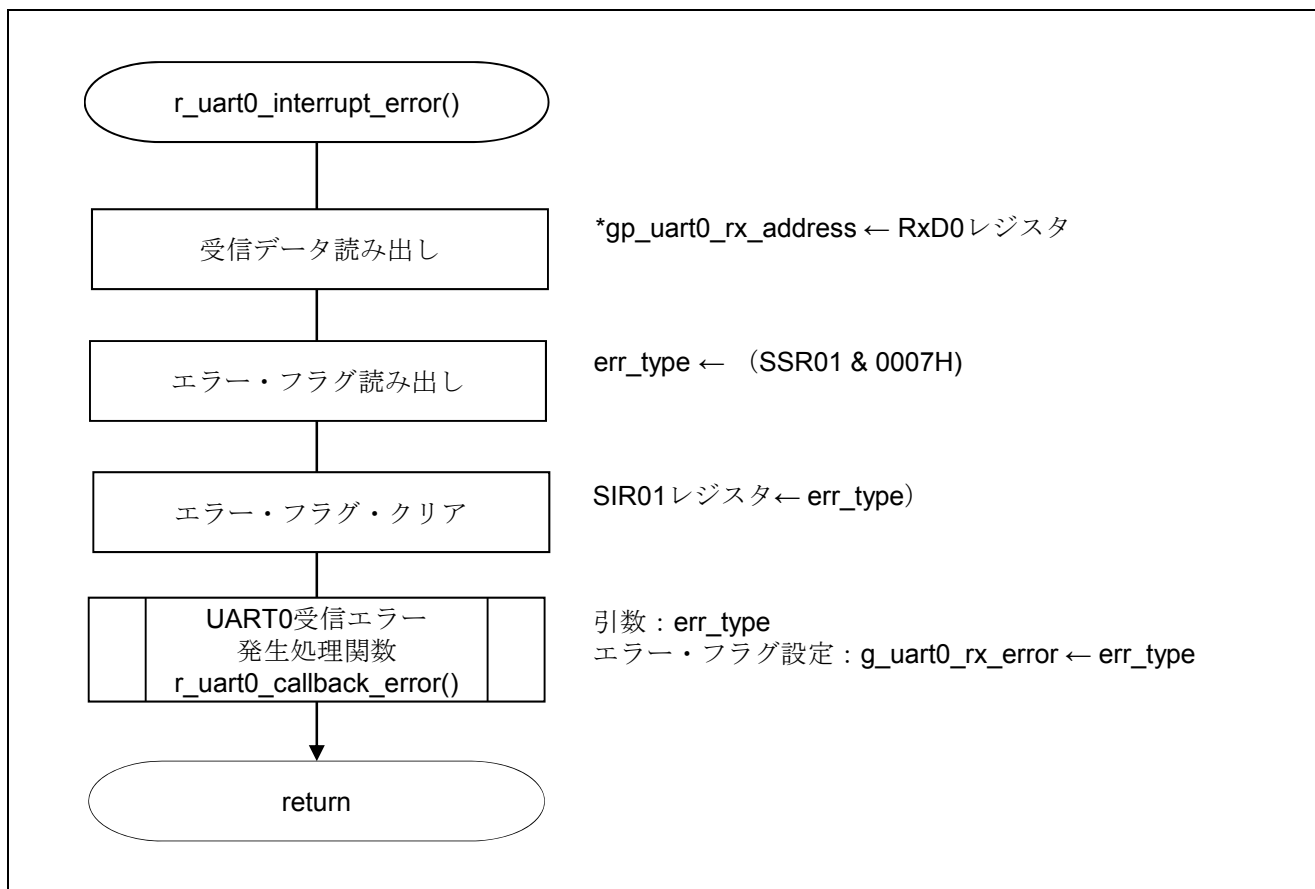 r_uart0_interrupt_error()
受信データ読み出し
*gp_uart0_rx_address ← RxD0レジスタ
エラー・フラグ読み出し
err_type ← （SSR01 & 0007H)
エラー・フラグ・クリア
SIR01レジスタ← err_type）
UART0受信エラー
発生処理関数
r_uart0_callback_error()
引数：err_type
エラー・フラグ設定：g_uart0_rx_error ← err_type
return